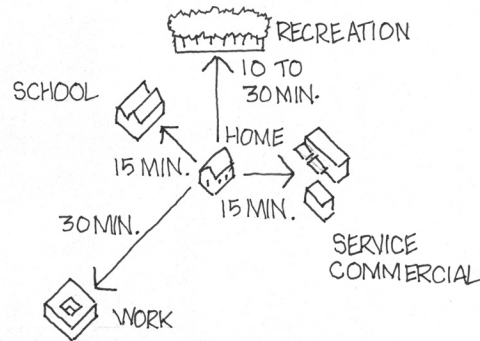 RECREATION
10 TO
30 MIN.
SCHOOL
HOME
15 MIN.
15 MIN.
30 MIN.
SERVICE
COMMERCIAL
WORK